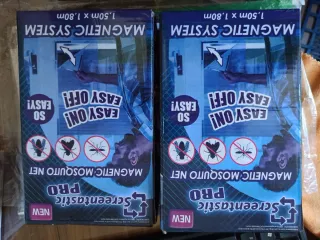 Screentastic
PRO
NEW
MAGNETIC MOSQUITO NET
EASY ON!
EASY OFF!
SO
EASY!
MAGNETIC SYSTEM
1,50m x 1,80m
Screentastic
PRO
NEW
MAGNETIC MOSQUITO NET
EASY ON!
EASY OFF!
SO
EASY!
MAGNETIC SYSTEM
1,50m x 1,80m